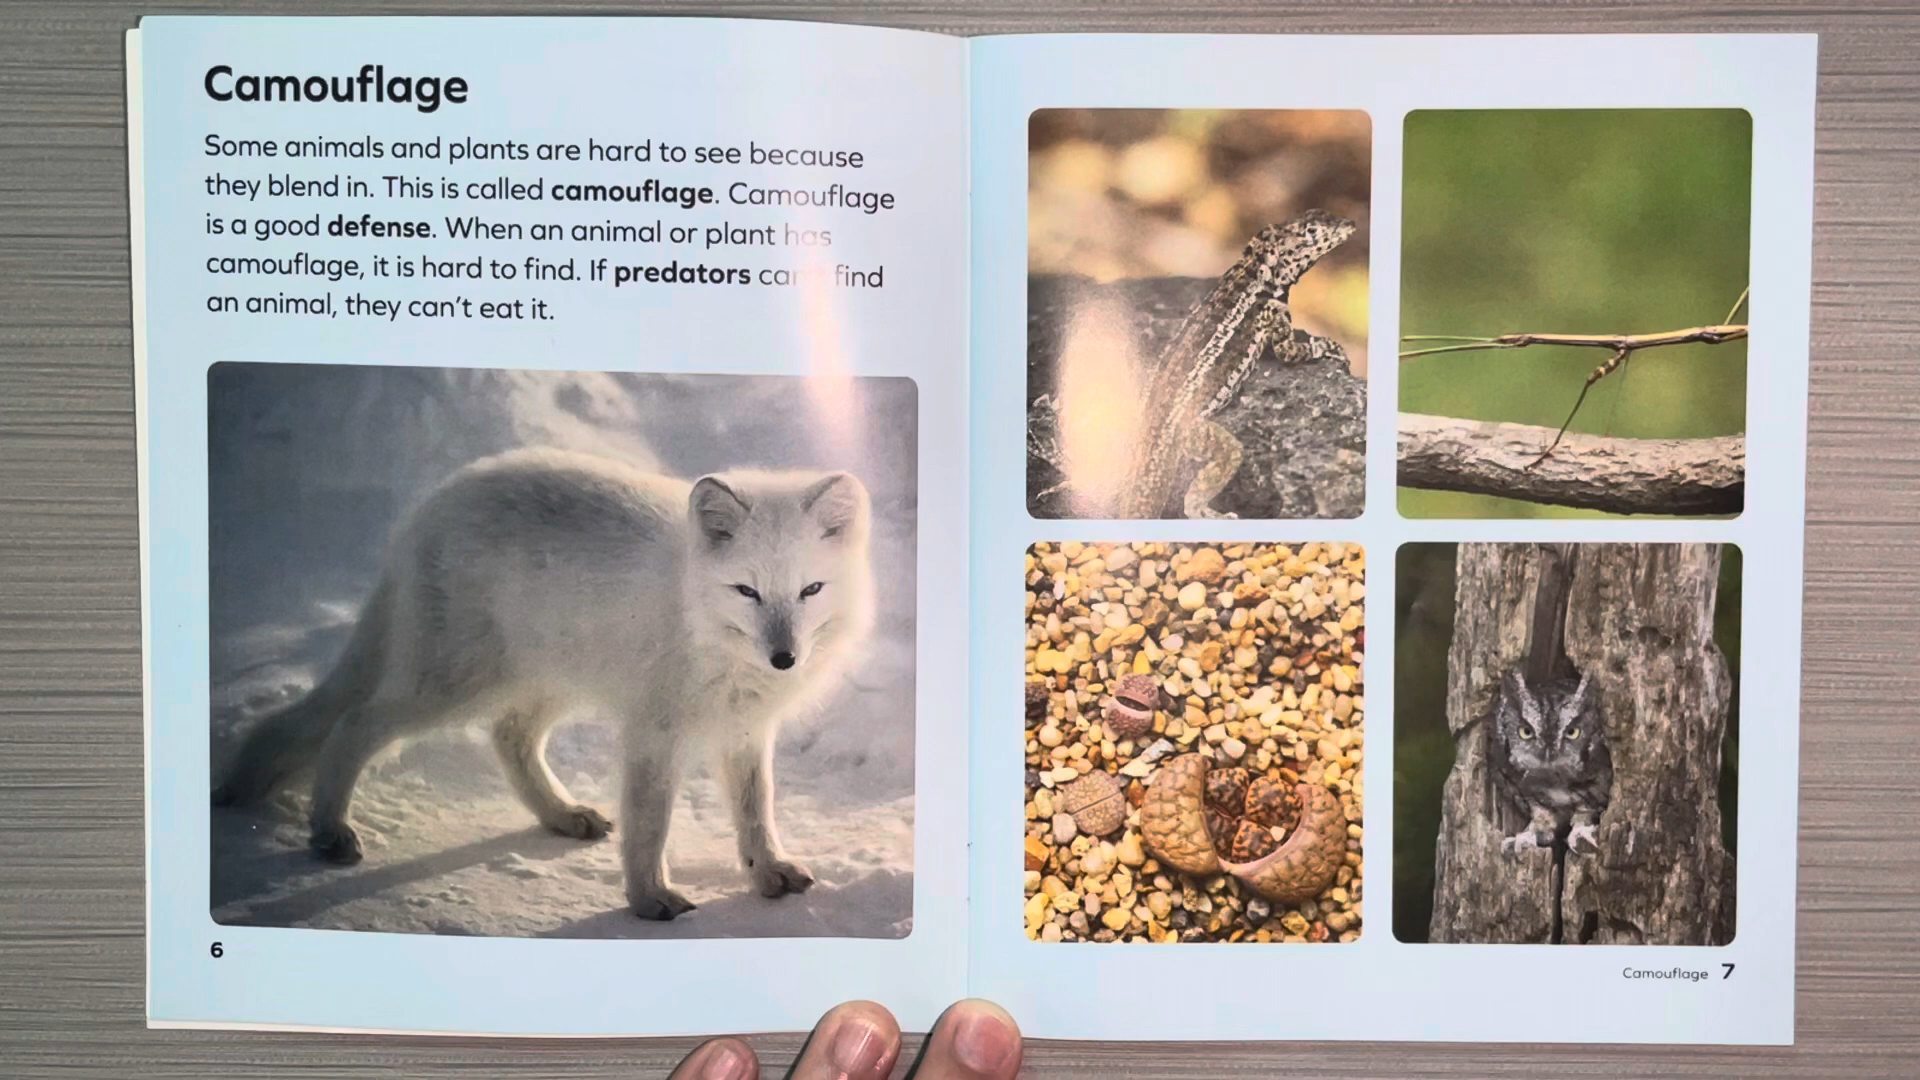 Camouflage
Some animals and plants are hard to see because
they blend in. This is called camouflage. Camouflage
is a good defense. When an animal or plant has
camouflage, it is hard to find. If predators can't find
an animal, they can't eat it.
6
Camouflage 7